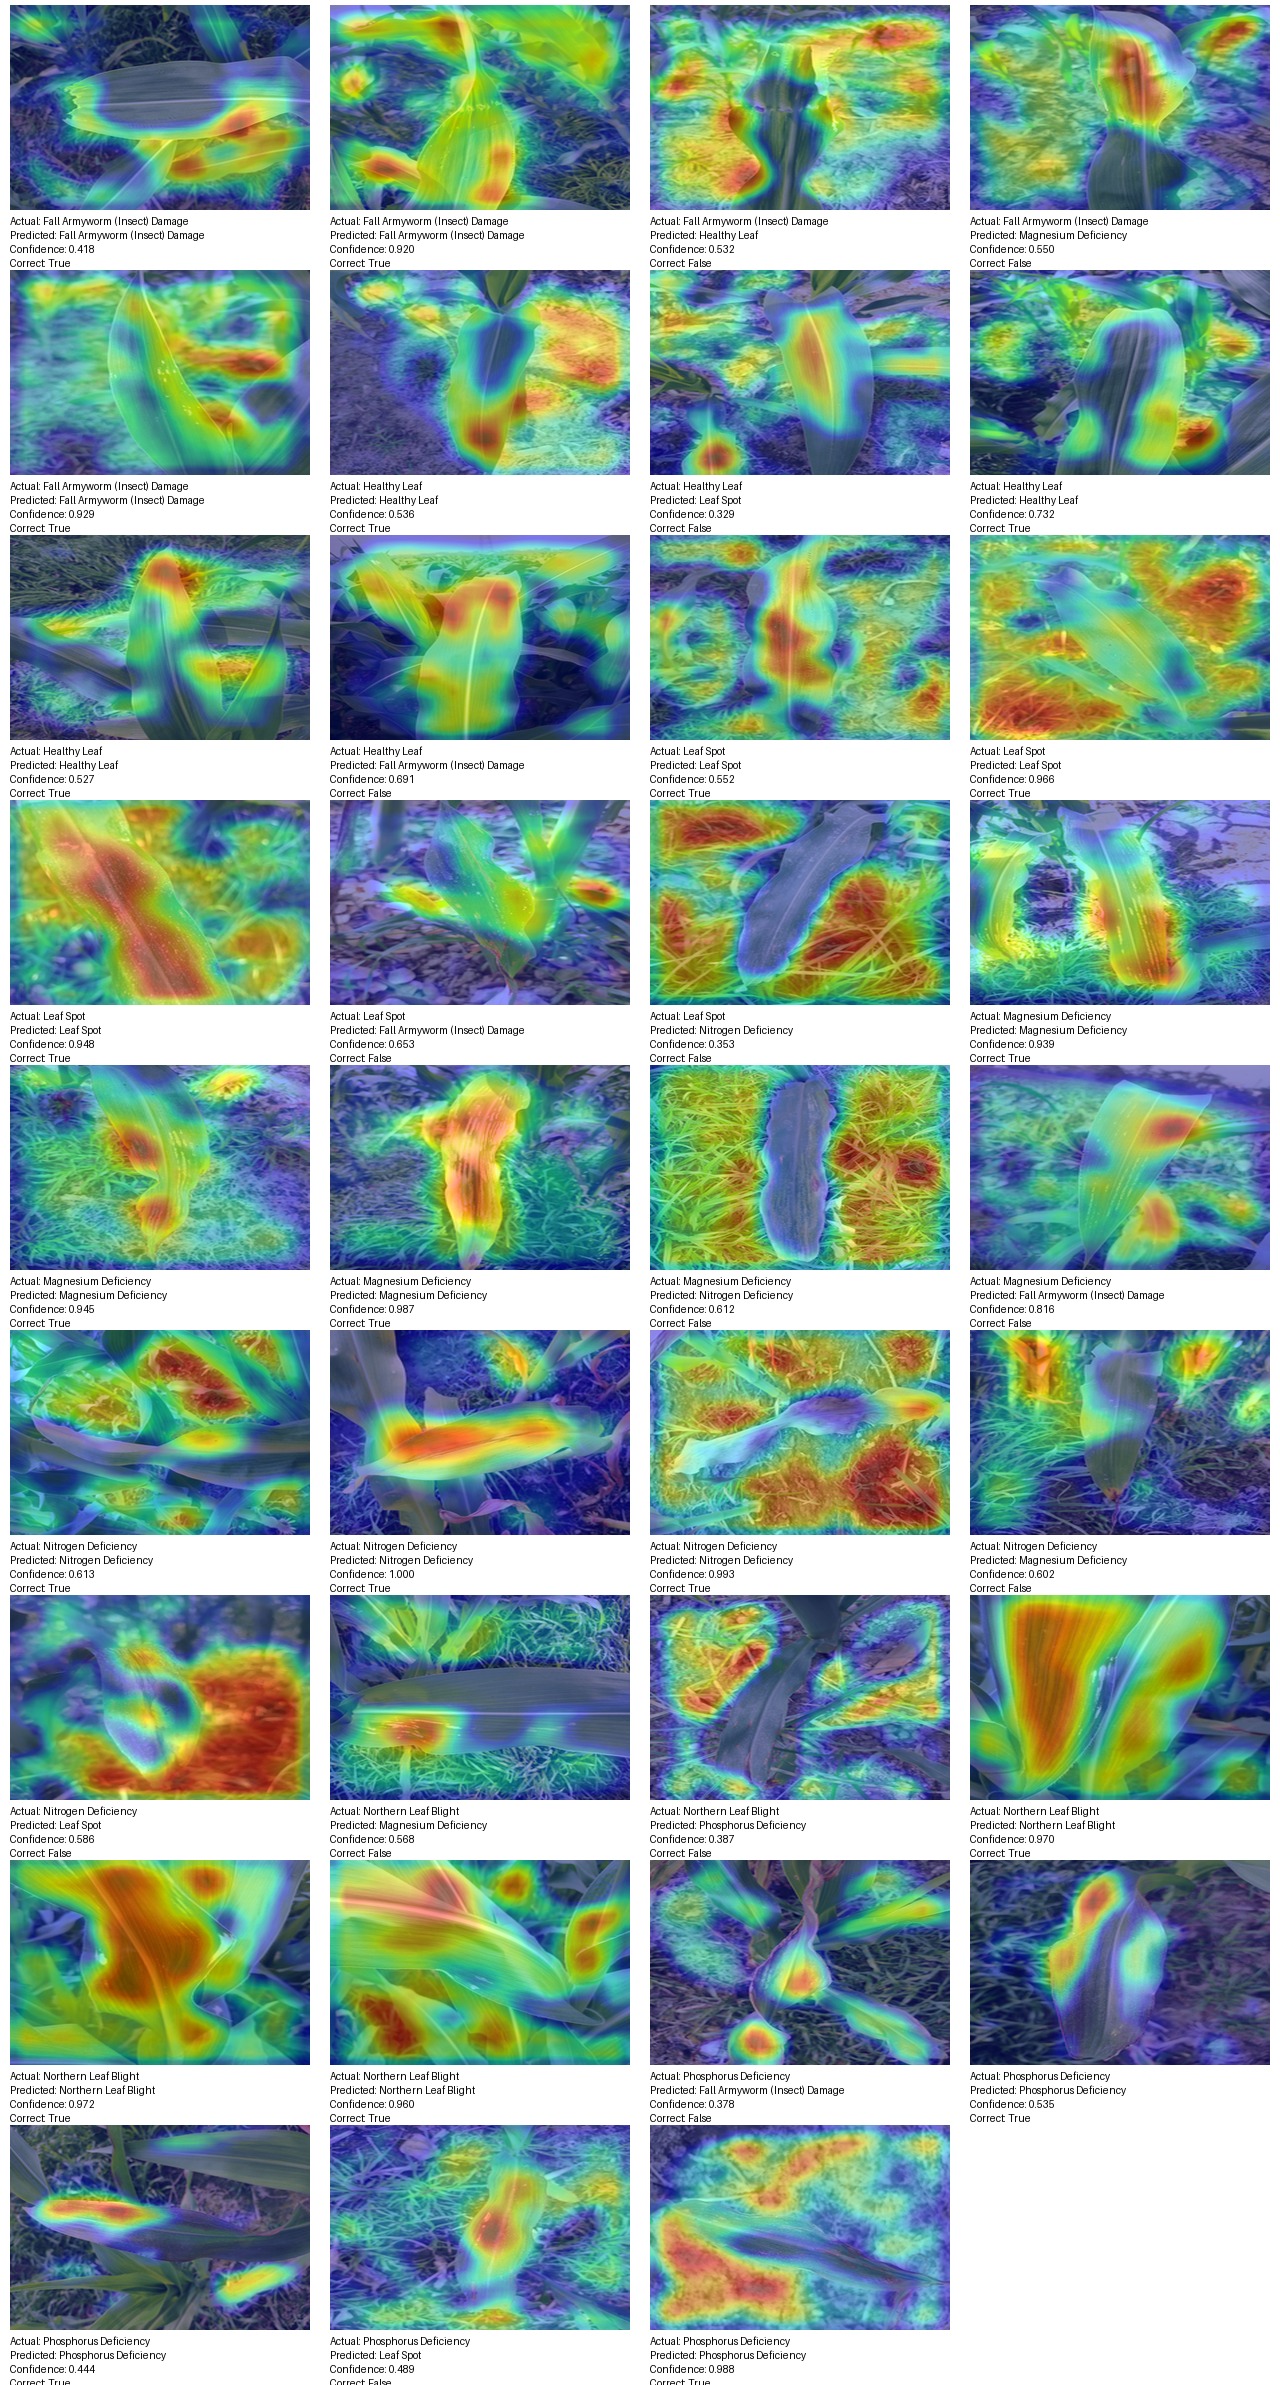 Actual: Fall Armyworm (Insect) Damage
Predicted: Fall Armyworm (Insect) Damage
Confidence: 0.418
Correct: True
Actual: Fall Armyworm (Insect) Damage
Predicted: Fall Armyworm (Insect) Damage
Confidence: 0.920
Correct: True
Actual: Fall Armyworm (Insect) Damage
Predicted: Healthy Leaf
Confidence: 0.532
Correct: False
Actual: Fall Armyworm (Insect) Damage
Predicted: Magnesium Deficiency
Confidence: 0.550
Correct: False
Actual: Fall Armyworm (Insect) Damage
Predicted: Fall Armyworm (Insect) Damage
Confidence: 0.929
Correct: True
Actual: Healthy Leaf
Predicted: Healthy Leaf
Confidence: 0.536
Correct: True
Actual: Healthy Leaf
Predicted: Leaf Spot
Confidence: 0.329
Correct: False
Actual: Healthy Leaf
Predicted: Healthy Leaf
Confidence: 0.732
Correct: True
Actual: Healthy Leaf
Predicted: Healthy Leaf
Confidence: 0.527
Correct: True
Actual: Healthy Leaf
Predicted: Fall Armyworm (Insect) Damage
Confidence: 0.691
Correct: False
Actual: Leaf Spot
Predicted: Leaf Spot
Confidence: 0.552
Correct: True
Actual: Leaf Spot
Predicted: Leaf Spot
Confidence: 0.966
Correct: True
Actual: Leaf Spot
Predicted: Leaf Spot
Confidence: 0.948
Correct: True
Actual: Leaf Spot
Predicted: Fall Armyworm (Insect) Damage
Confidence: 0.653
Correct: False
Actual: Leaf Spot
Predicted: Nitrogen Deficiency
Confidence: 0.353
Correct: False
Actual: Magnesium Deficiency
Predicted: Magnesium Deficiency
Confidence: 0.939
Correct: True
Actual: Magnesium Deficiency
Predicted: Magnesium Deficiency
Confidence: 0.945
Correct: True
Actual: Magnesium Deficiency
Predicted: Magnesium Deficiency
Confidence: 0.987
Correct: True
Actual: Magnesium Deficiency
Predicted: Nitrogen Deficiency
Confidence: 0.612
Correct: False
Actual: Magnesium Deficiency
Predicted: Fall Armyworm (Insect) Damage
Confidence: 0.816
Correct: False
Actual: Nitrogen Deficiency
Predicted: Nitrogen Deficiency
Confidence: 0.613
Correct: True
Actual: Nitrogen Deficiency
Predicted: Nitrogen Deficiency
Confidence: 1.000
Correct: True
Actual: Nitrogen Deficiency
Predicted: Nitrogen Deficiency
Confidence: 0.993
Correct: True
Actual: Nitrogen Deficiency
Predicted: Magnesium Deficiency
Confidence: 0.602
Correct: False
Actual: Nitrogen Deficiency
Predicted: Leaf Spot
Confidence: 0.586
Correct: False
Actual: Northern Leaf Blight
Predicted: Magnesium Deficiency
Confidence: 0.568
Correct: False
Actual: Northern Leaf Blight
Predicted: Phosphorus Deficiency
Confidence: 0.387
Correct: False
Actual: Northern Leaf Blight
Predicted: Northern Leaf Blight
Confidence: 0.970
Correct: True
Actual: Northern Leaf Blight
Predicted: Northern Leaf Blight
Confidence: 0.972
Correct: True
Actual: Northern Leaf Blight
Predicted: Northern Leaf Blight
Confidence: 0.960
Correct: True
Actual: Phosphorus Deficiency
Predicted: Fall Armyworm (Insect) Damage
Confidence: 0.378
Correct: False
Actual: Phosphorus Deficiency
Predicted: Phosphorus Deficiency
Confidence: 0.535
Correct: True
Actual: Phosphorus Deficiency
Predicted: Phosphorus Deficiency
Confidence: 0.444
Correct: True
Actual: Phosphorus Deficiency
Predicted: Leaf Spot
Confidence: 0.489
Correct: False
Actual: Phosphorus Deficiency
Predicted: Phosphorus Deficiency
Confidence: 0.988
Correct: True